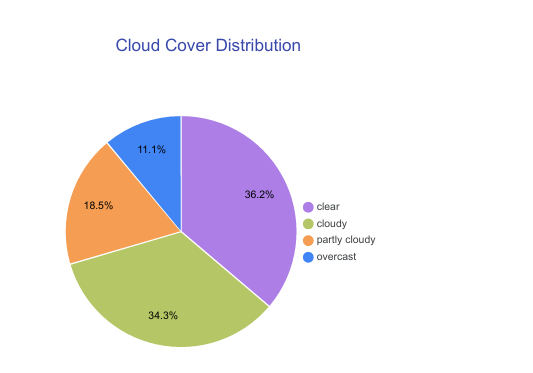 Cloud Cover Distribution
11.1%
36.2%
18.5%
34.3%
clear
cloudy
partly cloudy
overcast